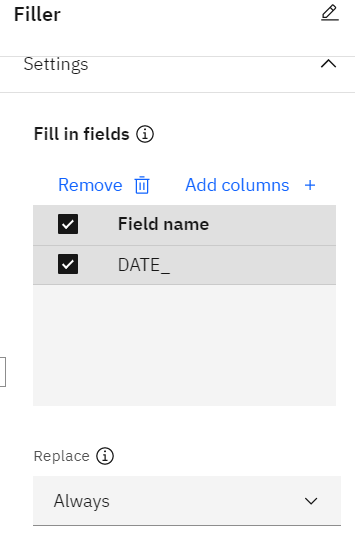 Filler
Settings
Fill in fields
Remove Add columns +
Field name
DATE_
Replace
Always